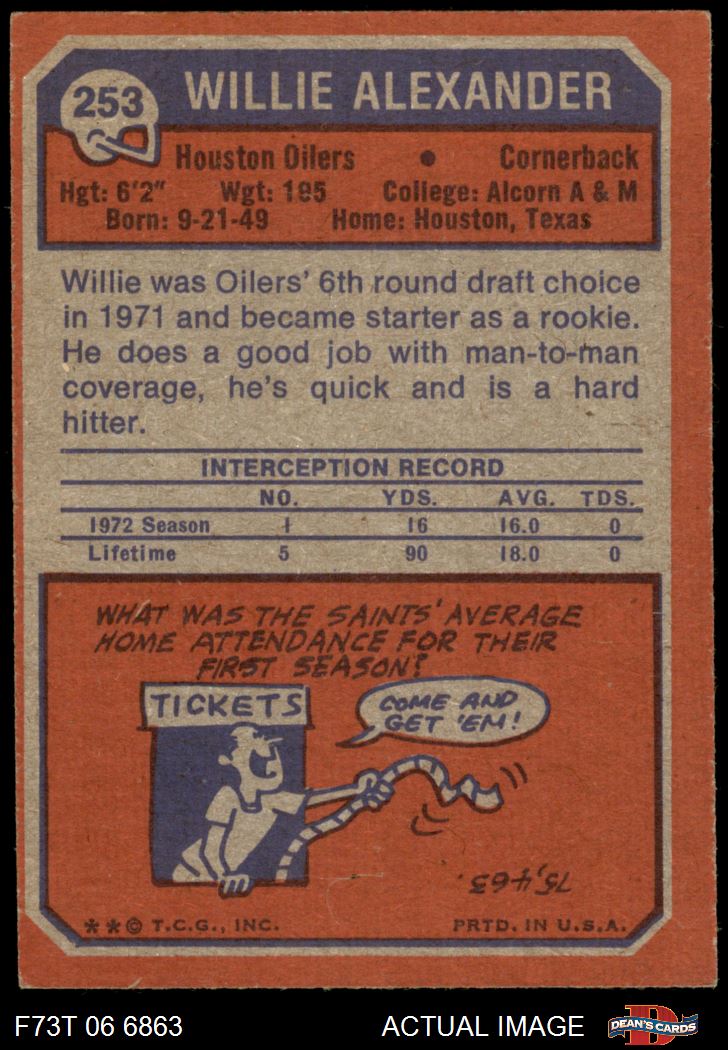 253 WILLIE ALEXANDER
Houston Oilers • Cornerback
Hgt: 6'2" Wgt: 195 College: Alcorn A & M
Born: 9-21-49 Home: Houston, Texas
Willie was Oilers' 6th round draft choice
in 1971 and became starter as a rookie.
He does a good job with man-to-man
coverage, he's quick and is a hard
hitter.
INTERCEPTION RECORD
NO. YDS. AVG. TDS.
1972 Season 1 16 16.0 0
Lifetime 5 90 18.0 0
WHAT WAS THE SAINTS' AVERAGE
HOME ATTENDANCE FOR THEIR
FIRST SEASON?
TICKETS
COME AND
GET 'EM!
75,463.
**© T.C.G., INC. PRTD. IN U.S.A.
F73T 06 6863 ACTUAL IMAGE
D
DEAN'S CARDS